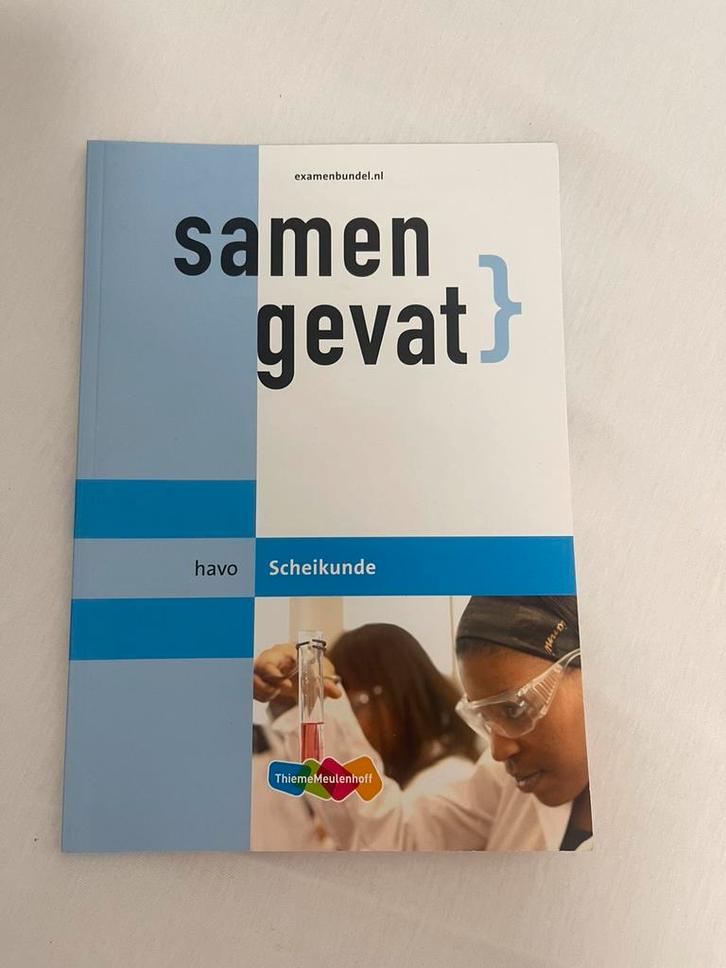 examenbundel.nl
samen
gevat}
havo Scheikunde
ThiemeMeulenhoff